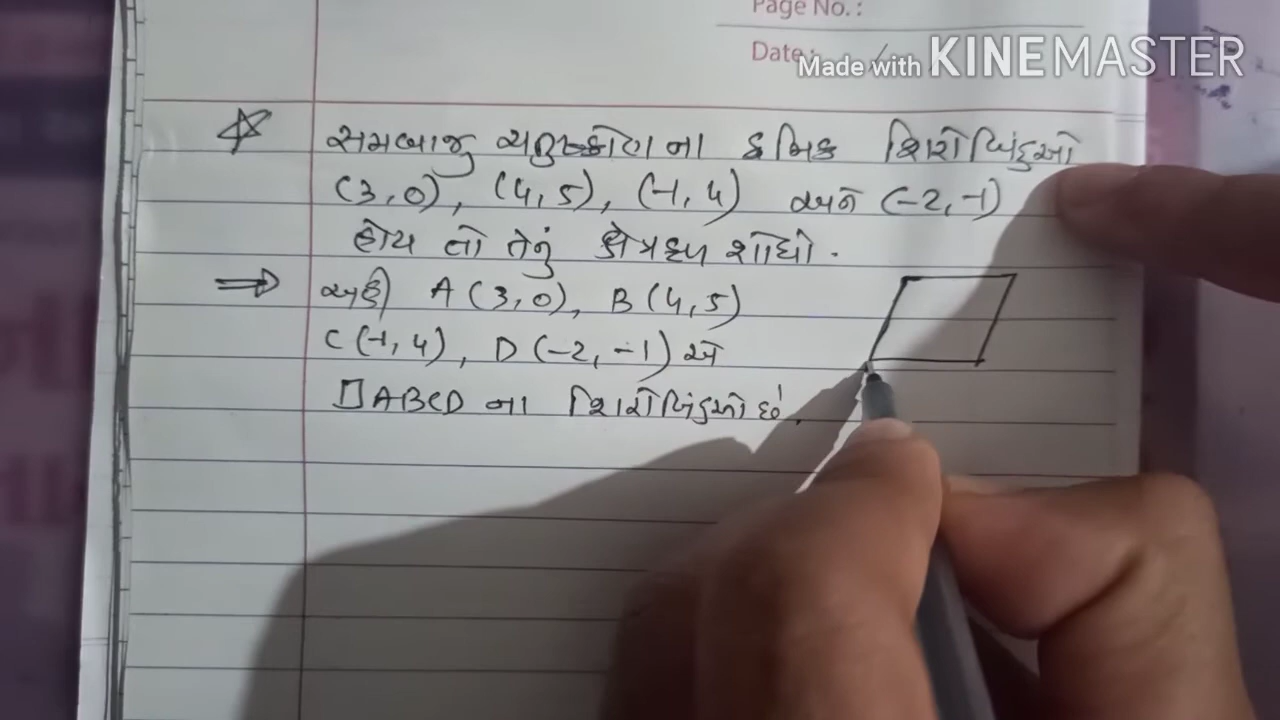 Page No. :
Date :
Made with KINEMASTER
સમબાજુ ચતુષ્કોણના ક્રમિક શિરોબિંદુઓ
(3, 0), (4, 5), (-1, 4) અને (-2, -1)
હોય તો તેનું ક્ષેત્રફળ શોધો.
⇒ અહીં A (3, 0), B (4, 5)
C (-1, 4), D (-2, -1) એ
□ABCD ના શિરોબિંદુઓ છે.